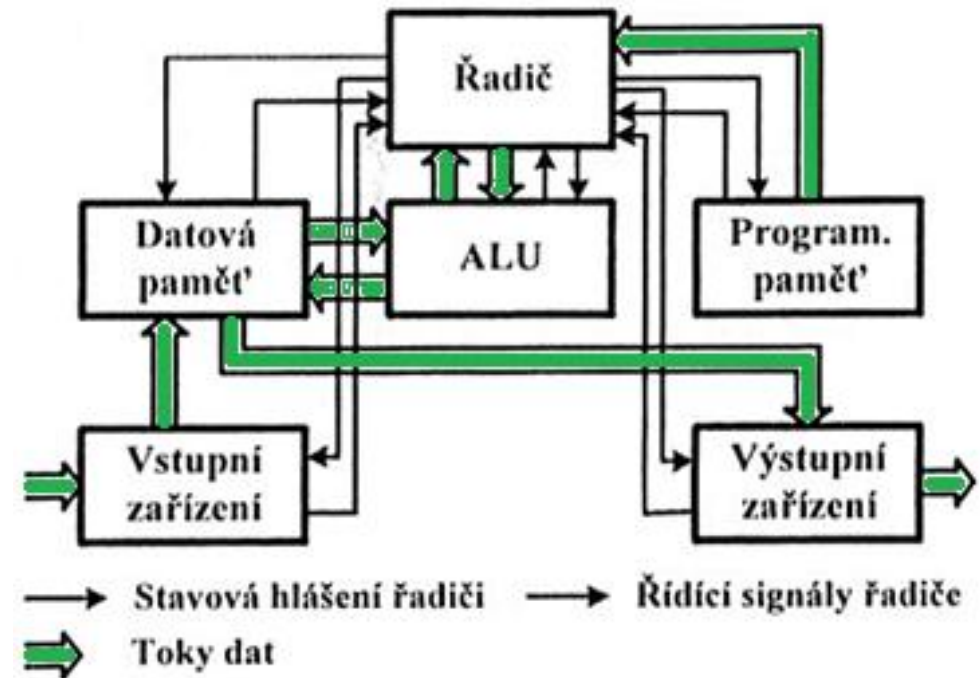 Řadič
Datová
paměť
ALU
Program.
paměť
Vstupní
zařízení
Výstupní
zařízení
Stavová hlášení řadiči
Řídící signály řadiče
Toky dat